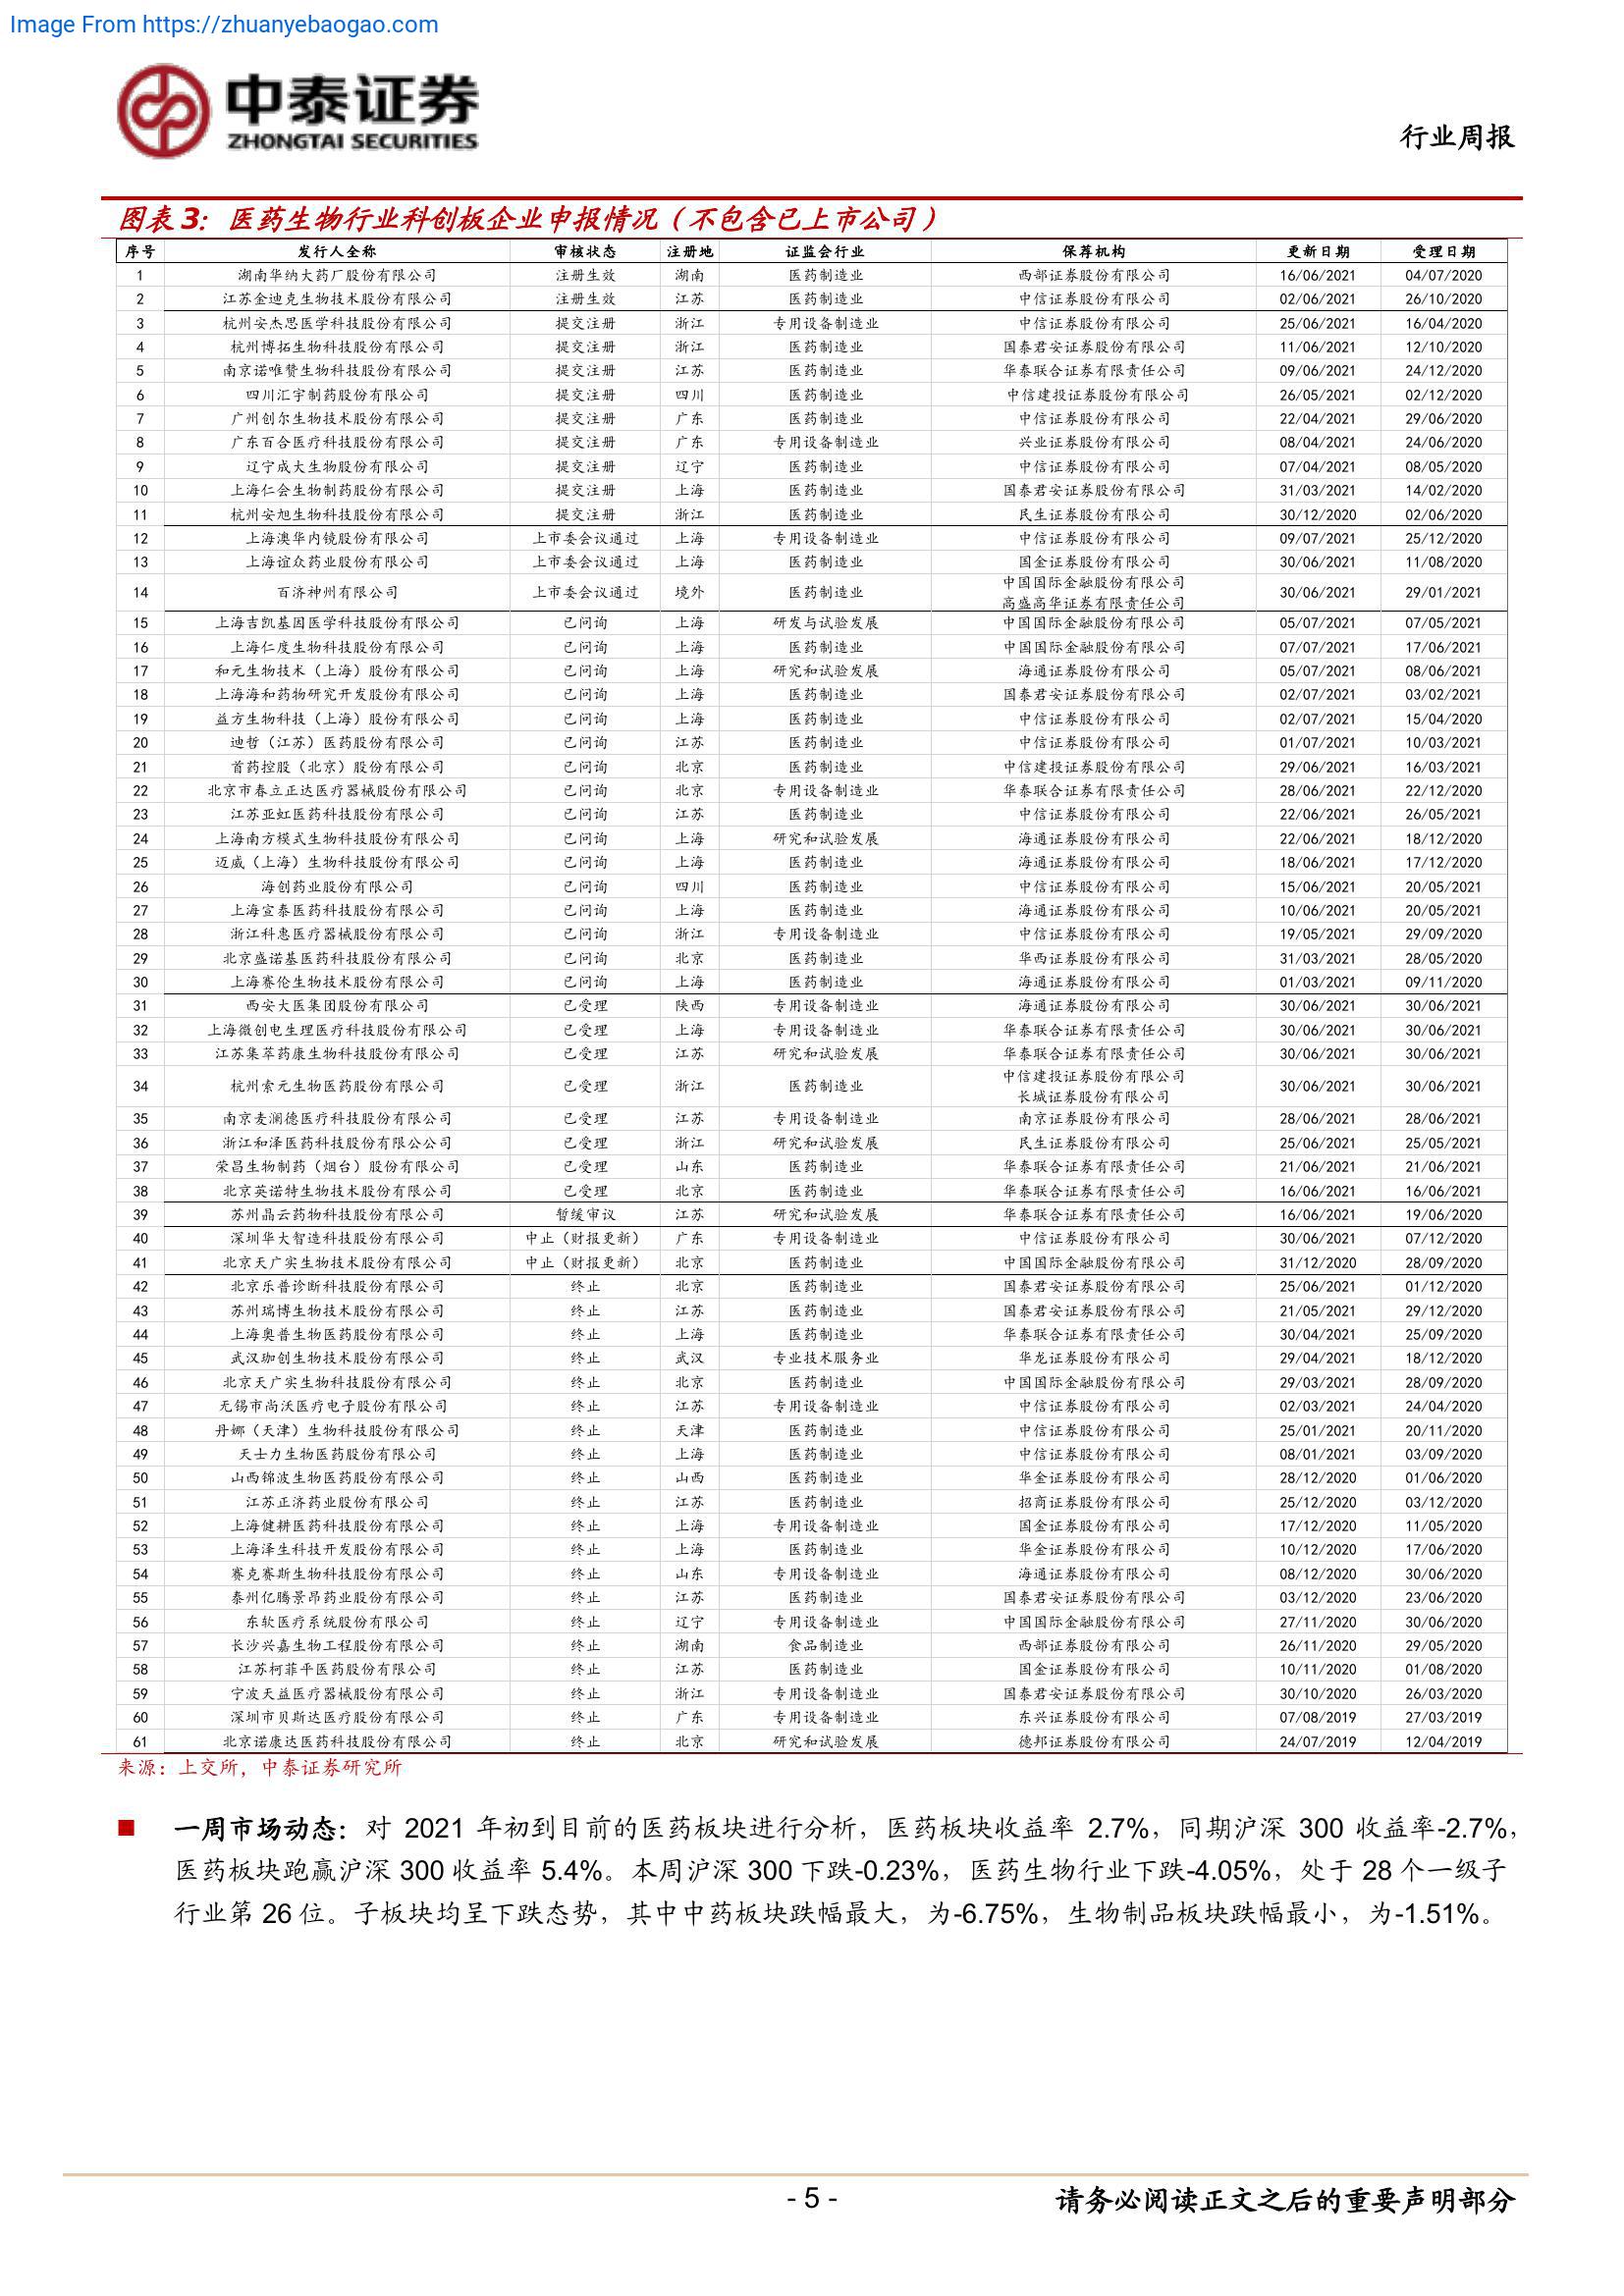 Image From https://zhuanyebaogao.com
中泰证券
ZHONGTAI SECURITIES
行业周报
图表 3：医药生物行业科创板企业申报情况（不包含已上市公司）
序号 发行人全称 审核状态 注册地 证监会行业 保荐机构 更新日期 受理日期
1 湖南华纳大药厂股份有限公司 注册生效 湖南 医药制造业 西部证券股份有限公司 16/06/2021 04/07/2020
2 江苏金迪克生物技术股份有限公司 注册生效 江苏 医药制造业 中信证券股份有限公司 02/06/2021 26/10/2020
3 杭州安杰思医学科技股份有限公司 提交注册 浙江 专用设备制造业 中信证券股份有限公司 25/06/2021 16/04/2020
4 杭州博拓生物科技股份有限公司 提交注册 浙江 医药制造业 国泰君安证券股份有限公司 11/06/2021 12/10/2020
5 南京诺唯赞生物科技股份有限公司 提交注册 江苏 医药制造业 华泰联合证券有限责任公司 09/06/2021 24/12/2020
6 四川汇宇制药股份有限公司 提交注册 四川 医药制造业 中信建投证券股份有限公司 26/05/2021 02/12/2020
7 广州创尔生物技术股份有限公司 提交注册 广东 医药制造业 中信证券股份有限公司 22/04/2021 29/06/2020
8 广东百合医疗科技股份有限公司 提交注册 广东 专用设备制造业 兴业证券股份有限公司 08/04/2021 24/06/2020
9 辽宁成大生物股份有限公司 提交注册 辽宁 医药制造业 中信证券股份有限公司 07/04/2021 08/05/2020
10 上海仁会生物制药股份有限公司 提交注册 上海 医药制造业 国泰君安证券股份有限公司 31/03/2021 14/02/2020
11 杭州安旭生物科技股份有限公司 提交注册 浙江 医药制造业 民生证券股份有限公司 30/12/2020 02/06/2020
12 上海澳华内镜股份有限公司 上市委会议通过 上海 专用设备制造业 中信证券股份有限公司 09/07/2021 25/12/2020
13 上海谊众药业股份有限公司 上市委会议通过 上海 医药制造业 国金证券股份有限公司 30/06/2021 11/08/2020
14 百济神州有限公司 上市委会议通过 境外 医药制造业 中国国际金融股份有限公司 高盛高华证券有限责任公司 30/06/2021 29/01/2021
15 上海吉凯基因医学科技股份有限公司 已问询 上海 研发与试验发展 中国国际金融股份有限公司 05/07/2021 07/05/2021
16 上海仁度生物科技股份有限公司 已问询 上海 医药制造业 中国国际金融股份有限公司 07/07/2021 17/06/2021
17 和元生物技术（上海）股份有限公司 已问询 上海 研究和试验发展 海通证券股份有限公司 05/07/2021 08/06/2021
18 上海海和药物研究开发股份有限公司 已问询 上海 医药制造业 国泰君安证券股份有限公司 02/07/2021 03/02/2021
19 益方生物科技（上海）股份有限公司 已问询 上海 医药制造业 中信证券股份有限公司 02/07/2021 15/04/2020
20 迪哲（江苏）医药股份有限公司 已问询 江苏 医药制造业 中信证券股份有限公司 01/07/2021 10/03/2021
21 首药控股（北京）股份有限公司 已问询 北京 医药制造业 中信建投证券股份有限公司 29/06/2021 16/03/2021
22 北京市春立正达医疗器械股份有限公司 已问询 北京 专用设备制造业 华泰联合证券有限责任公司 28/06/2021 22/12/2020
23 江苏亚虹医药科技股份有限公司 已问询 江苏 医药制造业 中信证券股份有限公司 22/06/2021 26/05/2021
24 上海南方模式生物科技股份有限公司 已问询 上海 研究和试验发展 海通证券股份有限公司 22/06/2021 18/12/2020
25 迈威（上海）生物科技股份有限公司 已问询 上海 医药制造业 海通证券股份有限公司 18/06/2021 17/12/2020
26 海创药业股份有限公司 已问询 四川 医药制造业 中信证券股份有限公司 15/06/2021 20/05/2021
27 上海宣泰医药科技股份有限公司 已问询 上海 医药制造业 海通证券股份有限公司 10/06/2021 20/05/2021
28 浙江科惠医疗器械股份有限公司 已问询 浙江 专用设备制造业 中信证券股份有限公司 19/05/2021 29/09/2020
29 北京盛诺基医药科技股份有限公司 已问询 北京 医药制造业 华西证券股份有限公司 31/03/2021 28/05/2020
30 上海赛伦生物技术股份有限公司 已问询 上海 医药制造业 海通证券股份有限公司 01/03/2021 09/11/2020
31 西安大医集团股份有限公司 已受理 陕西 专用设备制造业 海通证券股份有限公司 30/06/2021 30/06/2021
32 上海微创电生理医疗科技股份有限公司 已受理 上海 专用设备制造业 华泰联合证券有限责任公司 30/06/2021 30/06/2021
33 江苏集萃药康生物科技股份有限公司 已受理 江苏 研究和试验发展 华泰联合证券有限责任公司 30/06/2021 30/06/2021
34 杭州索元生物医药股份有限公司 已受理 浙江 医药制造业 中信建投证券股份有限公司 长城证券股份有限公司 30/06/2021 30/06/2021
35 南京麦澜德医疗科技股份有限公司 已受理 江苏 专用设备制造业 南京证券股份有限公司 28/06/2021 28/06/2021
36 浙江和泽医药科技股份有限公公司 已受理 浙江 研究和试验发展 民生证券股份有限公司 25/06/2021 25/05/2021
37 荣昌生物制药（烟台）股份有限公司 已受理 山东 医药制造业 华泰联合证券有限责任公司 21/06/2021 21/06/2021
38 北京英诺特生物技术股份有限公司 已受理 北京 医药制造业 华泰联合证券有限责任公司 16/06/2021 16/06/2021
39 苏州晶云药物科技股份有限公司 暂缓审议 江苏 研究和试验发展 华泰联合证券有限责任公司 16/06/2021 19/06/2020
40 深圳华大智造科技股份有限公司 中止（财报更新） 广东 专用设备制造业 中信证券股份有限公司 30/06/2021 07/12/2020
41 北京天广实生物技术股份有限公司 中止（财报更新） 北京 医药制造业 中国国际金融股份有限公司 31/12/2020 28/09/2020
42 北京乐普诊断科技股份有限公司 终止 北京 医药制造业 国泰君安证券股份有限公司 25/06/2021 01/12/2020
43 苏州瑞博生物技术股份有限公司 终止 江苏 医药制造业 国泰君安证券股份有限公司 21/05/2021 29/12/2020
44 上海奥普生物医药股份有限公司 终止 上海 医药制造业 华泰联合证券有限责任公司 30/04/2021 25/09/2020
45 武汉珈创生物技术股份有限公司 终止 武汉 专业技术服务业 华龙证券股份有限公司 29/04/2021 18/12/2020
46 北京天广实生物科技股份有限公司 终止 北京 医药制造业 中国国际金融股份有限公司 29/03/2021 28/09/2020
47 无锡市尚沃医疗电子股份有限公司 终止 江苏 专用设备制造业 中信证券股份有限公司 02/03/2021 24/04/2020
48 丹娜（天津）生物科技股份有限公司 终止 天津 医药制造业 中信证券股份有限公司 25/01/2021 20/11/2020
49 天士力生物医药股份有限公司 终止 上海 医药制造业 中信证券股份有限公司 08/01/2021 03/09/2020
50 山西锦波生物医药股份有限公司 终止 山西 医药制造业 华金证券股份有限公司 28/12/2020 01/06/2020
51 江苏正济药业股份有限公司 终止 江苏 医药制造业 招商证券股份有限公司 25/12/2020 03/12/2020
52 上海健耕医药科技股份有限公司 终止 上海 专用设备制造业 国金证券股份有限公司 17/12/2020 11/05/2020
53 上海泽生科技开发股份有限公司 终止 上海 医药制造业 华金证券股份有限公司 10/12/2020 17/06/2020
54 赛克赛斯生物科技股份有限公司 终止 山东 专用设备制造业 海通证券股份有限公司 08/12/2020 30/06/2020
55 泰州亿腾景昂药业股份有限公司 终止 江苏 医药制造业 国泰君安证券股份有限公司 03/12/2020 23/06/2020
56 东软医疗系统股份有限公司 终止 辽宁 专用设备制造业 中国国际金融股份有限公司 27/11/2020 30/06/2020
57 长沙兴嘉生物工程股份有限公司 终止 湖南 食品制造业 西部证券股份有限公司 26/11/2020 29/05/2020
58 江苏柯菲平医药股份有限公司 终止 江苏 医药制造业 国金证券股份有限公司 10/11/2020 01/08/2020
59 宁波天益医疗器械股份有限公司 终止 浙江 专用设备制造业 国泰君安证券股份有限公司 30/10/2020 26/03/2020
60 深圳市贝斯达医疗股份有限公司 终止 广东 专用设备制造业 东兴证券股份有限公司 07/08/2019 27/03/2019
61 北京诺康达医药科技股份有限公司 终止 北京 研究和试验发展 德邦证券股份有限公司 24/07/2019 12/04/2019
来源：上交所，中泰证券研究所
一周市场动态：对 2021 年初到目前的医药板块进行分析，医药板块收益率 2.7%，同期沪深 300 收益率-2.7%，
医药板块跑赢沪深 300 收益率 5.4%。本周沪深 300 下跌-0.23%，医药生物行业下跌-4.05%，处于 28 个一级子
行业第 26 位。子板块均呈下跌态势，其中中药板块跌幅最大，为-6.75%，生物制品板块跌幅最小，为-1.51%。
- 5 -
请务必阅读正文之后的重要声明部分